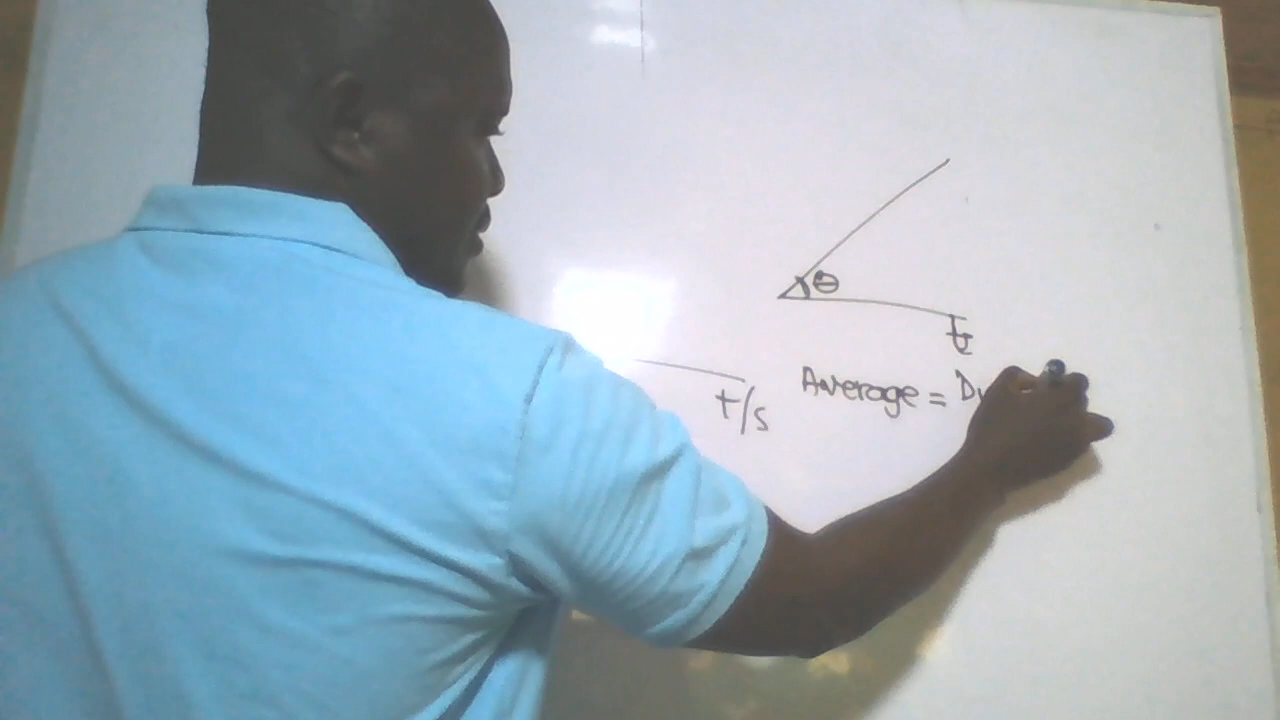 θ
t
t/s
Average =